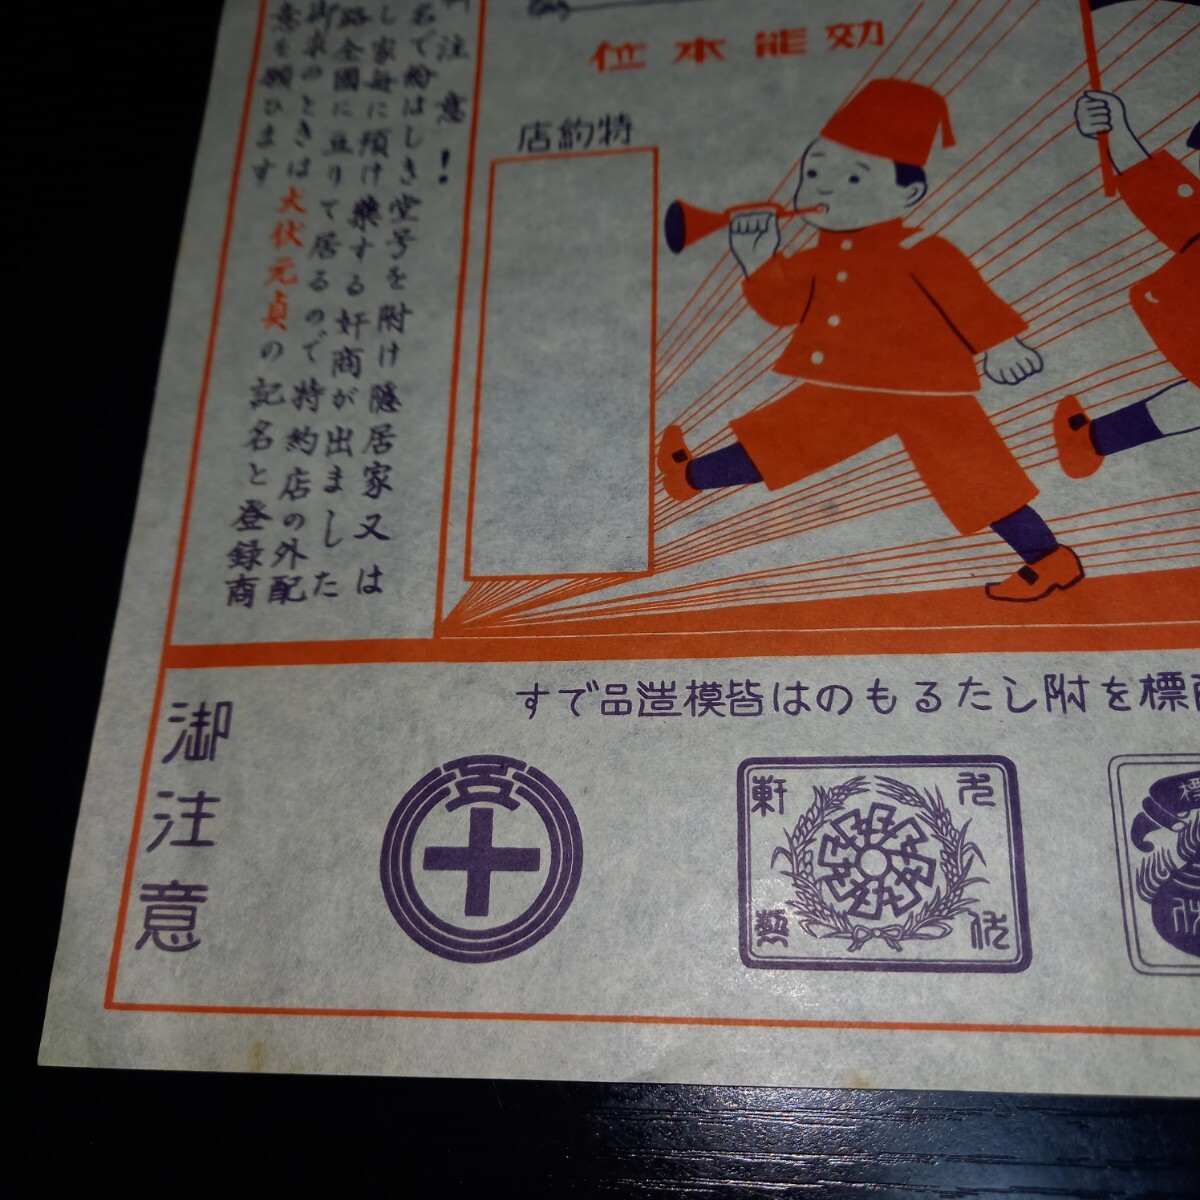 効能本位
特約店
注意！
名で紛はしき堂号を附け隠居家又は
し家毎に預け薬する奸商が出ました
路全國に亘りて居るので特約店の外配
御求のときは犬伏元貞の記名と登録商
意を願ひます
標を附したるものは皆模造品です
御注意